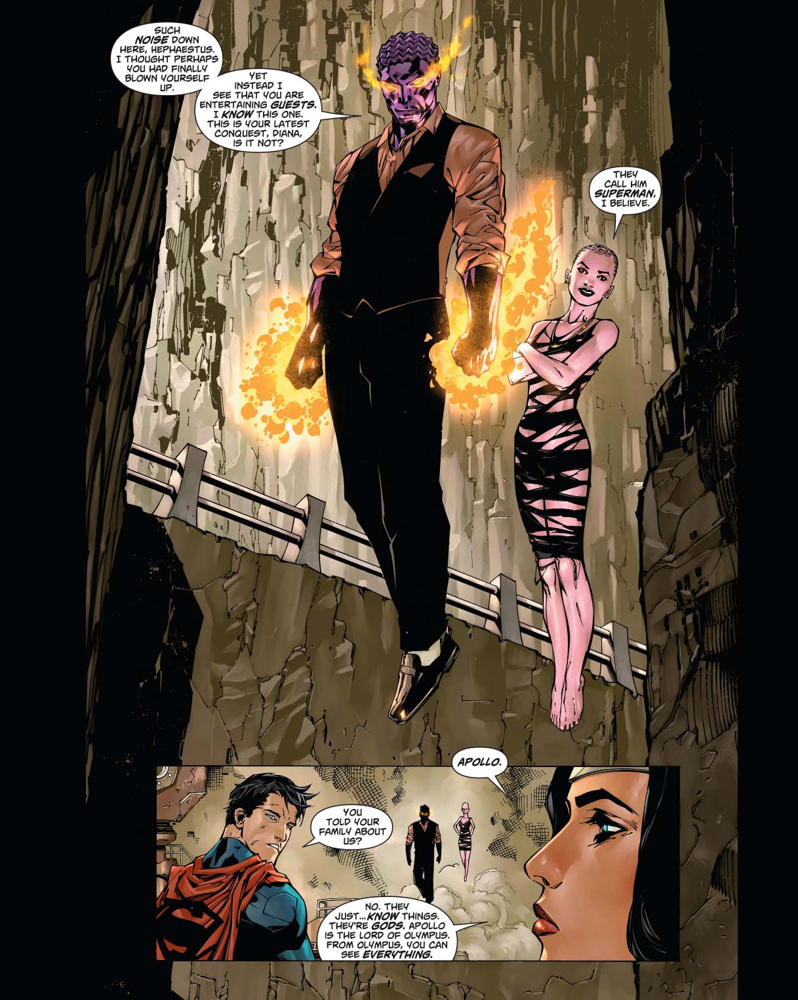 SUCH
NOISE DOWN
HERE, HEPHAESTUS.
I THOUGHT PERHAPS
YOU HAD FINALLY
BLOWN YOURSELF
UP.
YET
INSTEAD I
SEE THAT YOU ARE
ENTERTAINING GUESTS.
I KNOW THIS ONE.
THIS IS YOUR LATEST
CONQUEST, DIANA,
IS IT NOT?
THEY
CALL HIM
SUPERMAN,
I BELIEVE.
APOLLO.
YOU
TOLD YOUR
FAMILY ABOUT
US?
NO. THEY
JUST...KNOW THINGS.
THEY'RE GODS. APOLLO
IS THE LORD OF OLYMPUS.
FROM OLYMPUS, YOU CAN
SEE EVERYTHING.